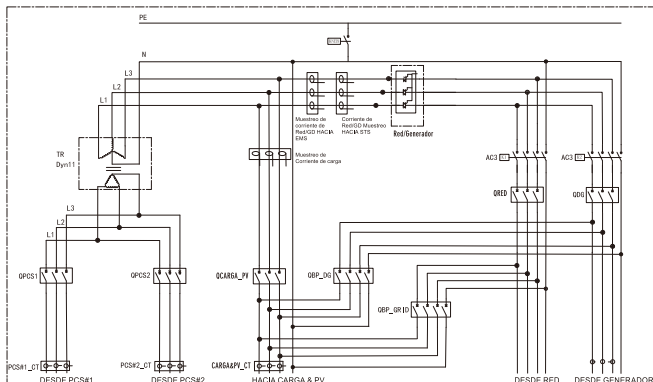 PE
N
L3
L2
L1
Muestreo de
corriente de
Red/GD HACIA
EMS
Corriente de
Red/GD Muestreo
HACIA STS
Red/Generador
TR
Dyn11
Muestreo de
Corriente de carga
AC3
AC3
QRED
QDG
L3
L2
L1
QPCS1
QPCS2
QCARGA_PV
QBP_DG
QBP_QRID
PCS#1_CT
PCS#2_CT
CARGA&PV_CT
DESDE PCS#1
DESDE PCS#2
HACIA CARGA & PV
DESDE RED
DESDE GENERADOR